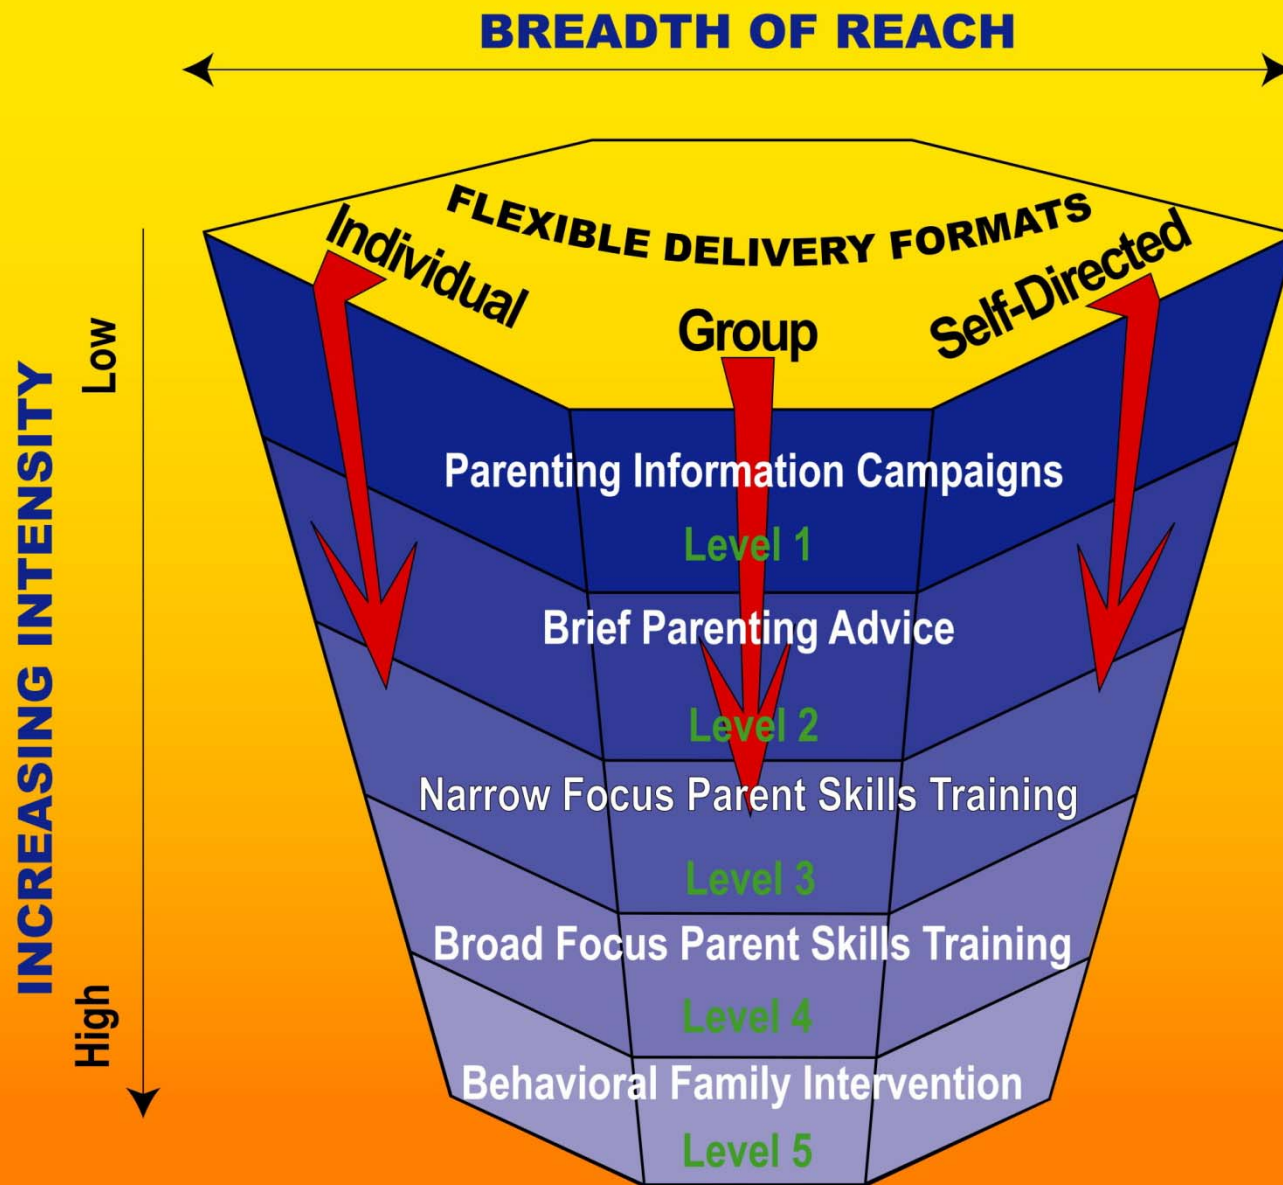 BREADTH OF REACH
FLEXIBLE DELIVERY FORMATS
Individual
Group
Self-Directed
INCREASING INTENSITY
Low
High
Parenting Information Campaigns
Level 1
Brief Parenting Advice
Level 2
Narrow Focus Parent Skills Training
Level 3
Broad Focus Parent Skills Training
Level 4
Behavioral Family Intervention
Level 5